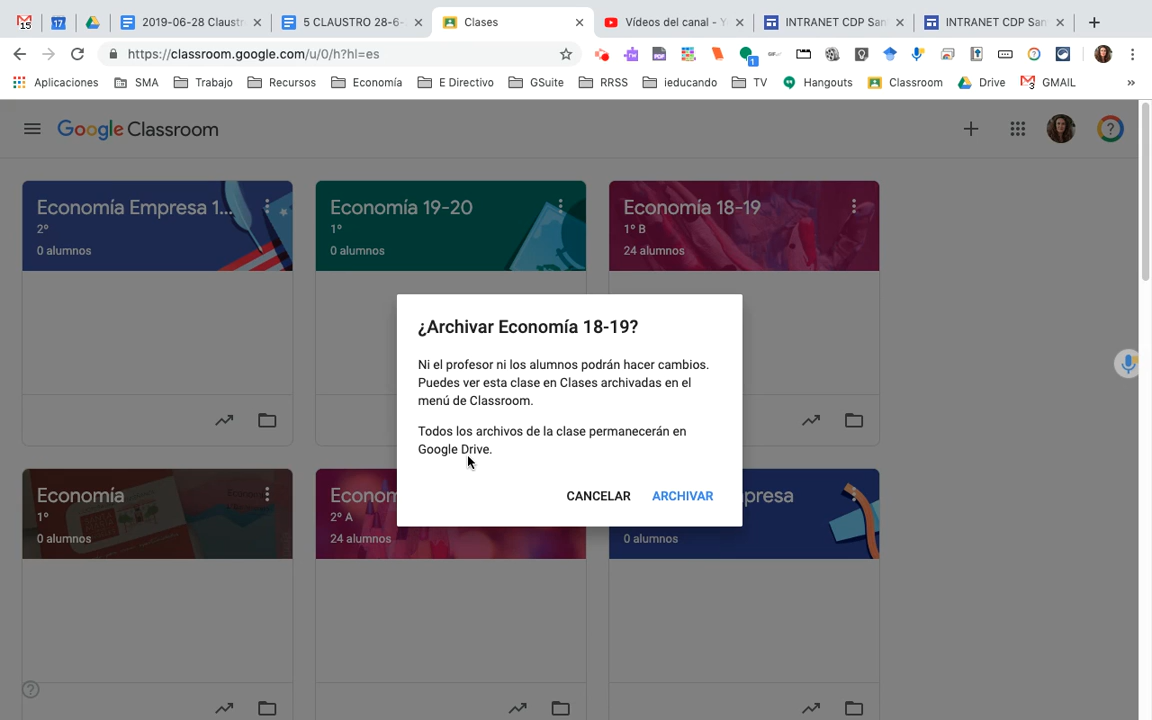 15
17
2019-06-28 Claustr
5 CLAUSTRO 28-6-
Clases
Vídeos del canal - Y
INTRANET CDP San
INTRANET CDP San
https://classroom.google.com/u/0/h?hl=es
PDF
1
Aplicaciones
SMA
Trabajo
Recursos
Economía
E Directivo
GSuite
RRSS
ieducando
TV
Hangouts
Classroom
Drive
3
GMAIL
»
Google Classroom
?
Economía Empresa 1...
2º
0 alumnos
Economía 19-20
1º
0 alumnos
Economía 18-19
1º B
24 alumnos
¿Archivar Economía 18-19?
Ni el profesor ni los alumnos podrán hacer cambios.
Puedes ver esta clase en Clases archivadas en el
menú de Classroom.
Todos los archivos de la clase permanecerán en
Google Drive.
CANCELAR
ARCHIVAR
Economía
1º
0 alumnos
Econom
2º A
24 alumnos
presa
0 alumnos
?